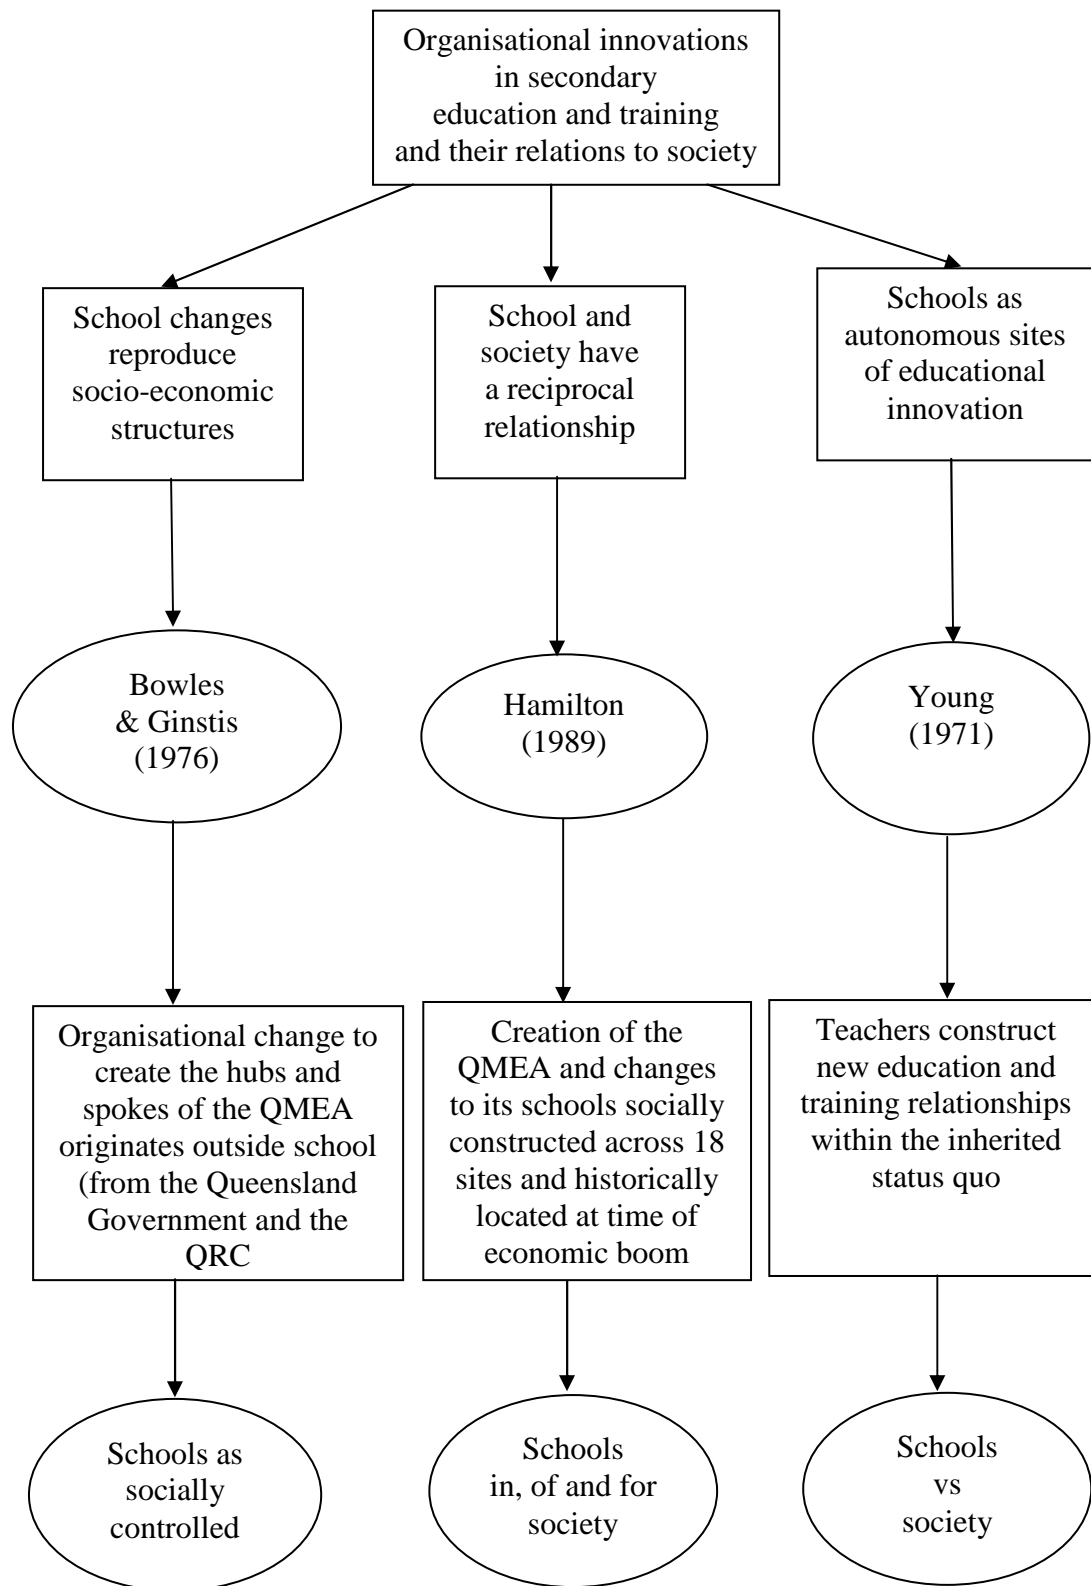 Organisational innovations
in secondary
education and training
and their relations to society
School changes
reproduce
socio-economic
structures
School and
society have
a reciprocal
relationship
Schools as
autonomous sites
of educational
innovation
Bowles
& Ginstis
(1976)
Hamilton
(1989)
Young
(1971)
Organisational change to
create the hubs and
spokes of the QMEA
originates outside school
(from the Queensland
Government and the
QRC
Creation of the
QMEA and changes
to its schools socially
constructed across 18
sites and historically
located at time of
economic boom
Teachers construct
new education and
training relationships
within the inherited
status quo
Schools as
socially
controlled
Schools
in, of and for
society
Schools
vs
society